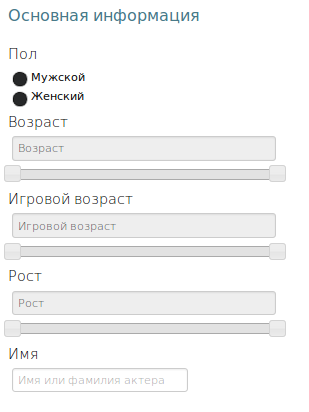 Основная информация
Пол
Мужской
Женский
Возраст
Возраст
Игровой возраст
Игровой возраст
Рост
Рост
Имя
Имя или фамилия актера